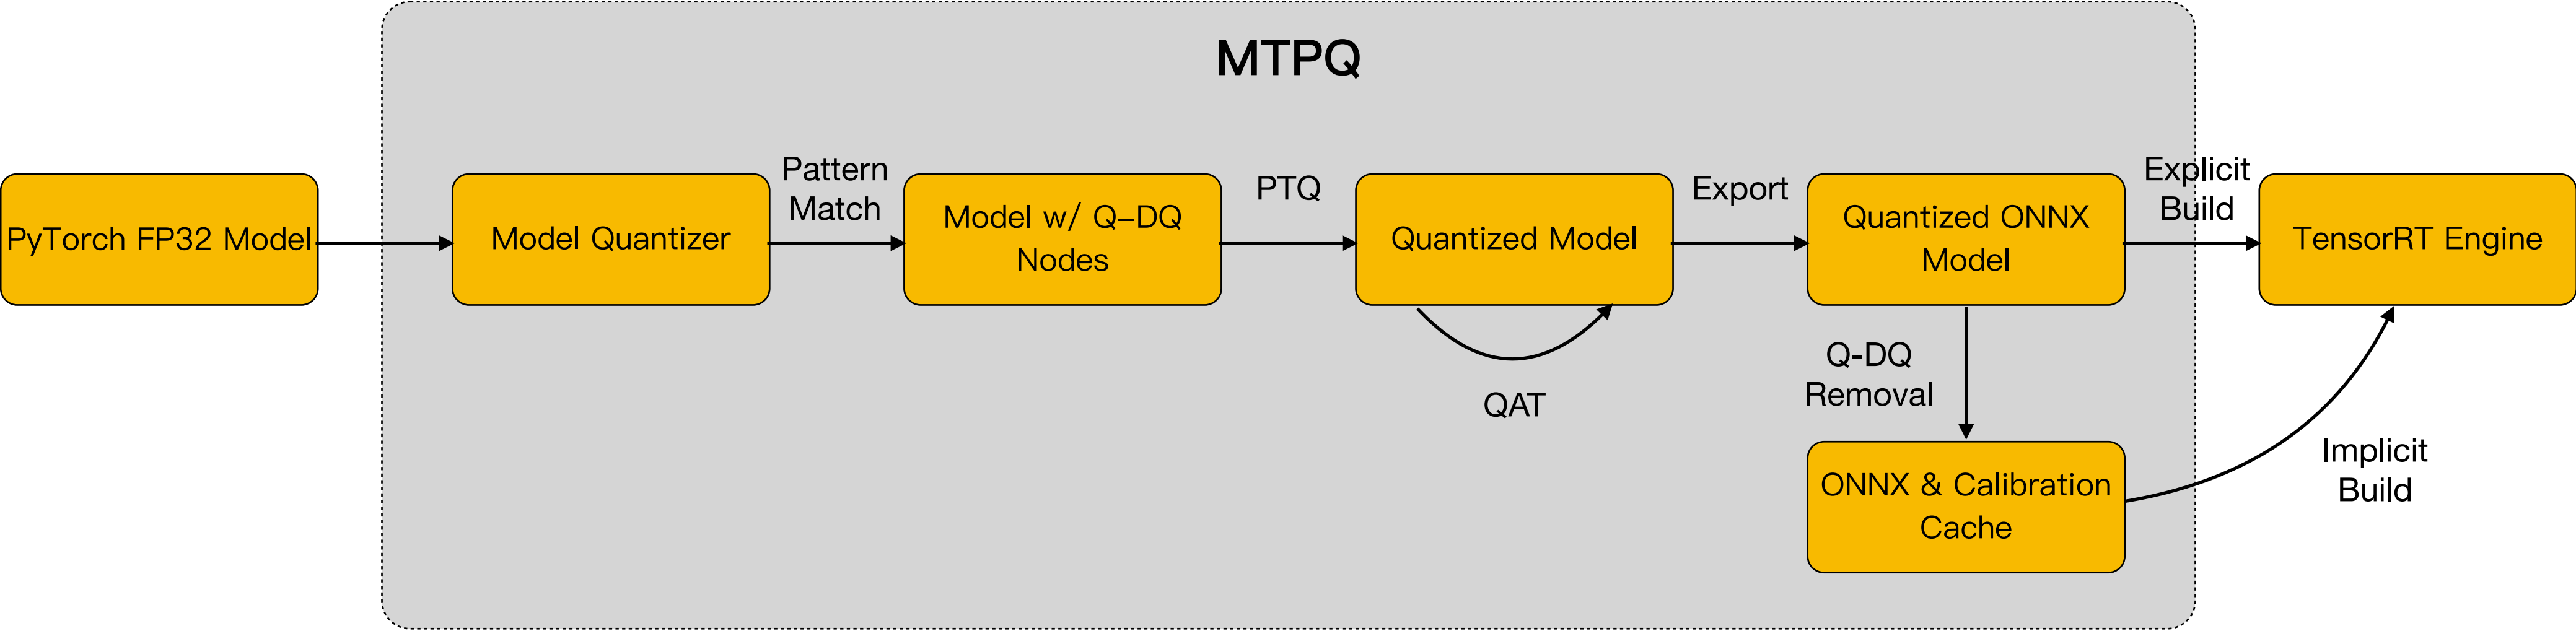 MTPQ
PyTorch FP32 Model
Model Quantizer
Pattern
Match
Model w/ Q–DQ
Nodes
PTQ
Quantized Model
QAT
Export
Quantized ONNX
Model
Explicit
Build
TensorRT Engine
Q-DQ
Removal
ONNX & Calibration
Cache
Implicit
Build